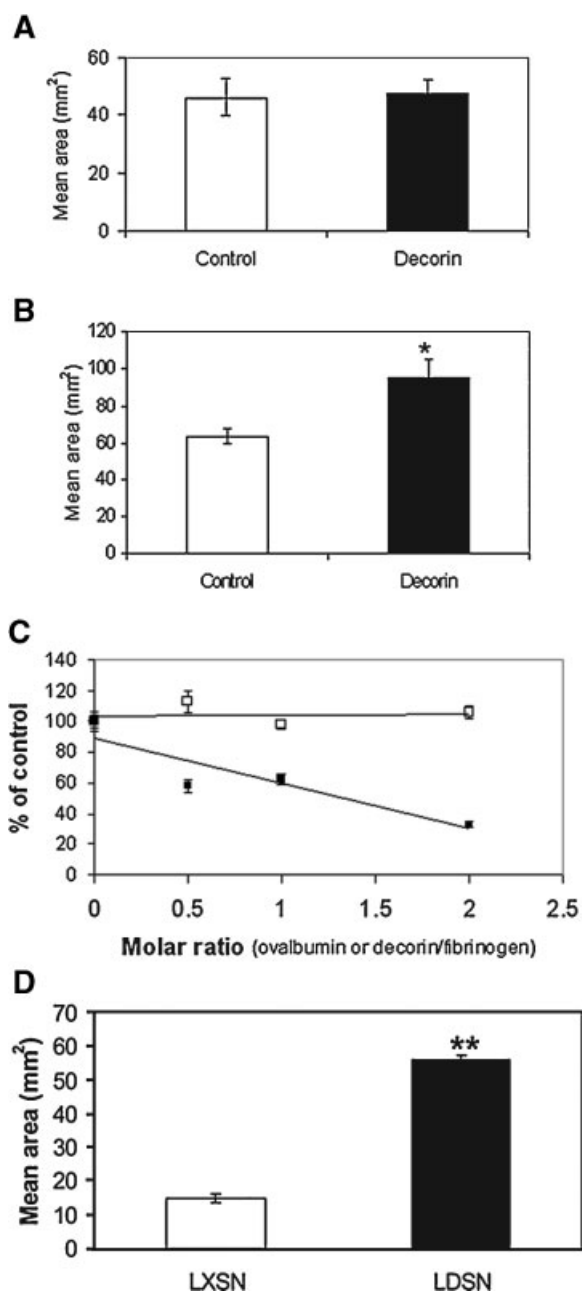 A
Mean area (mm²)
60
40
20
0
Control
Decorin
B
Mean area (mm²)
120
100
80
60
40
20
0
*
Control
Decorin
C
% of control
140
120
100
80
60
40
20
0
0
0.5
1
1.5
2
2.5
Molar ratio (ovalbumin or decorin/fibrinogen)
D
Mean area (mm²)
70
60
50
40
30
20
10
0
**
LXSN
LDSN